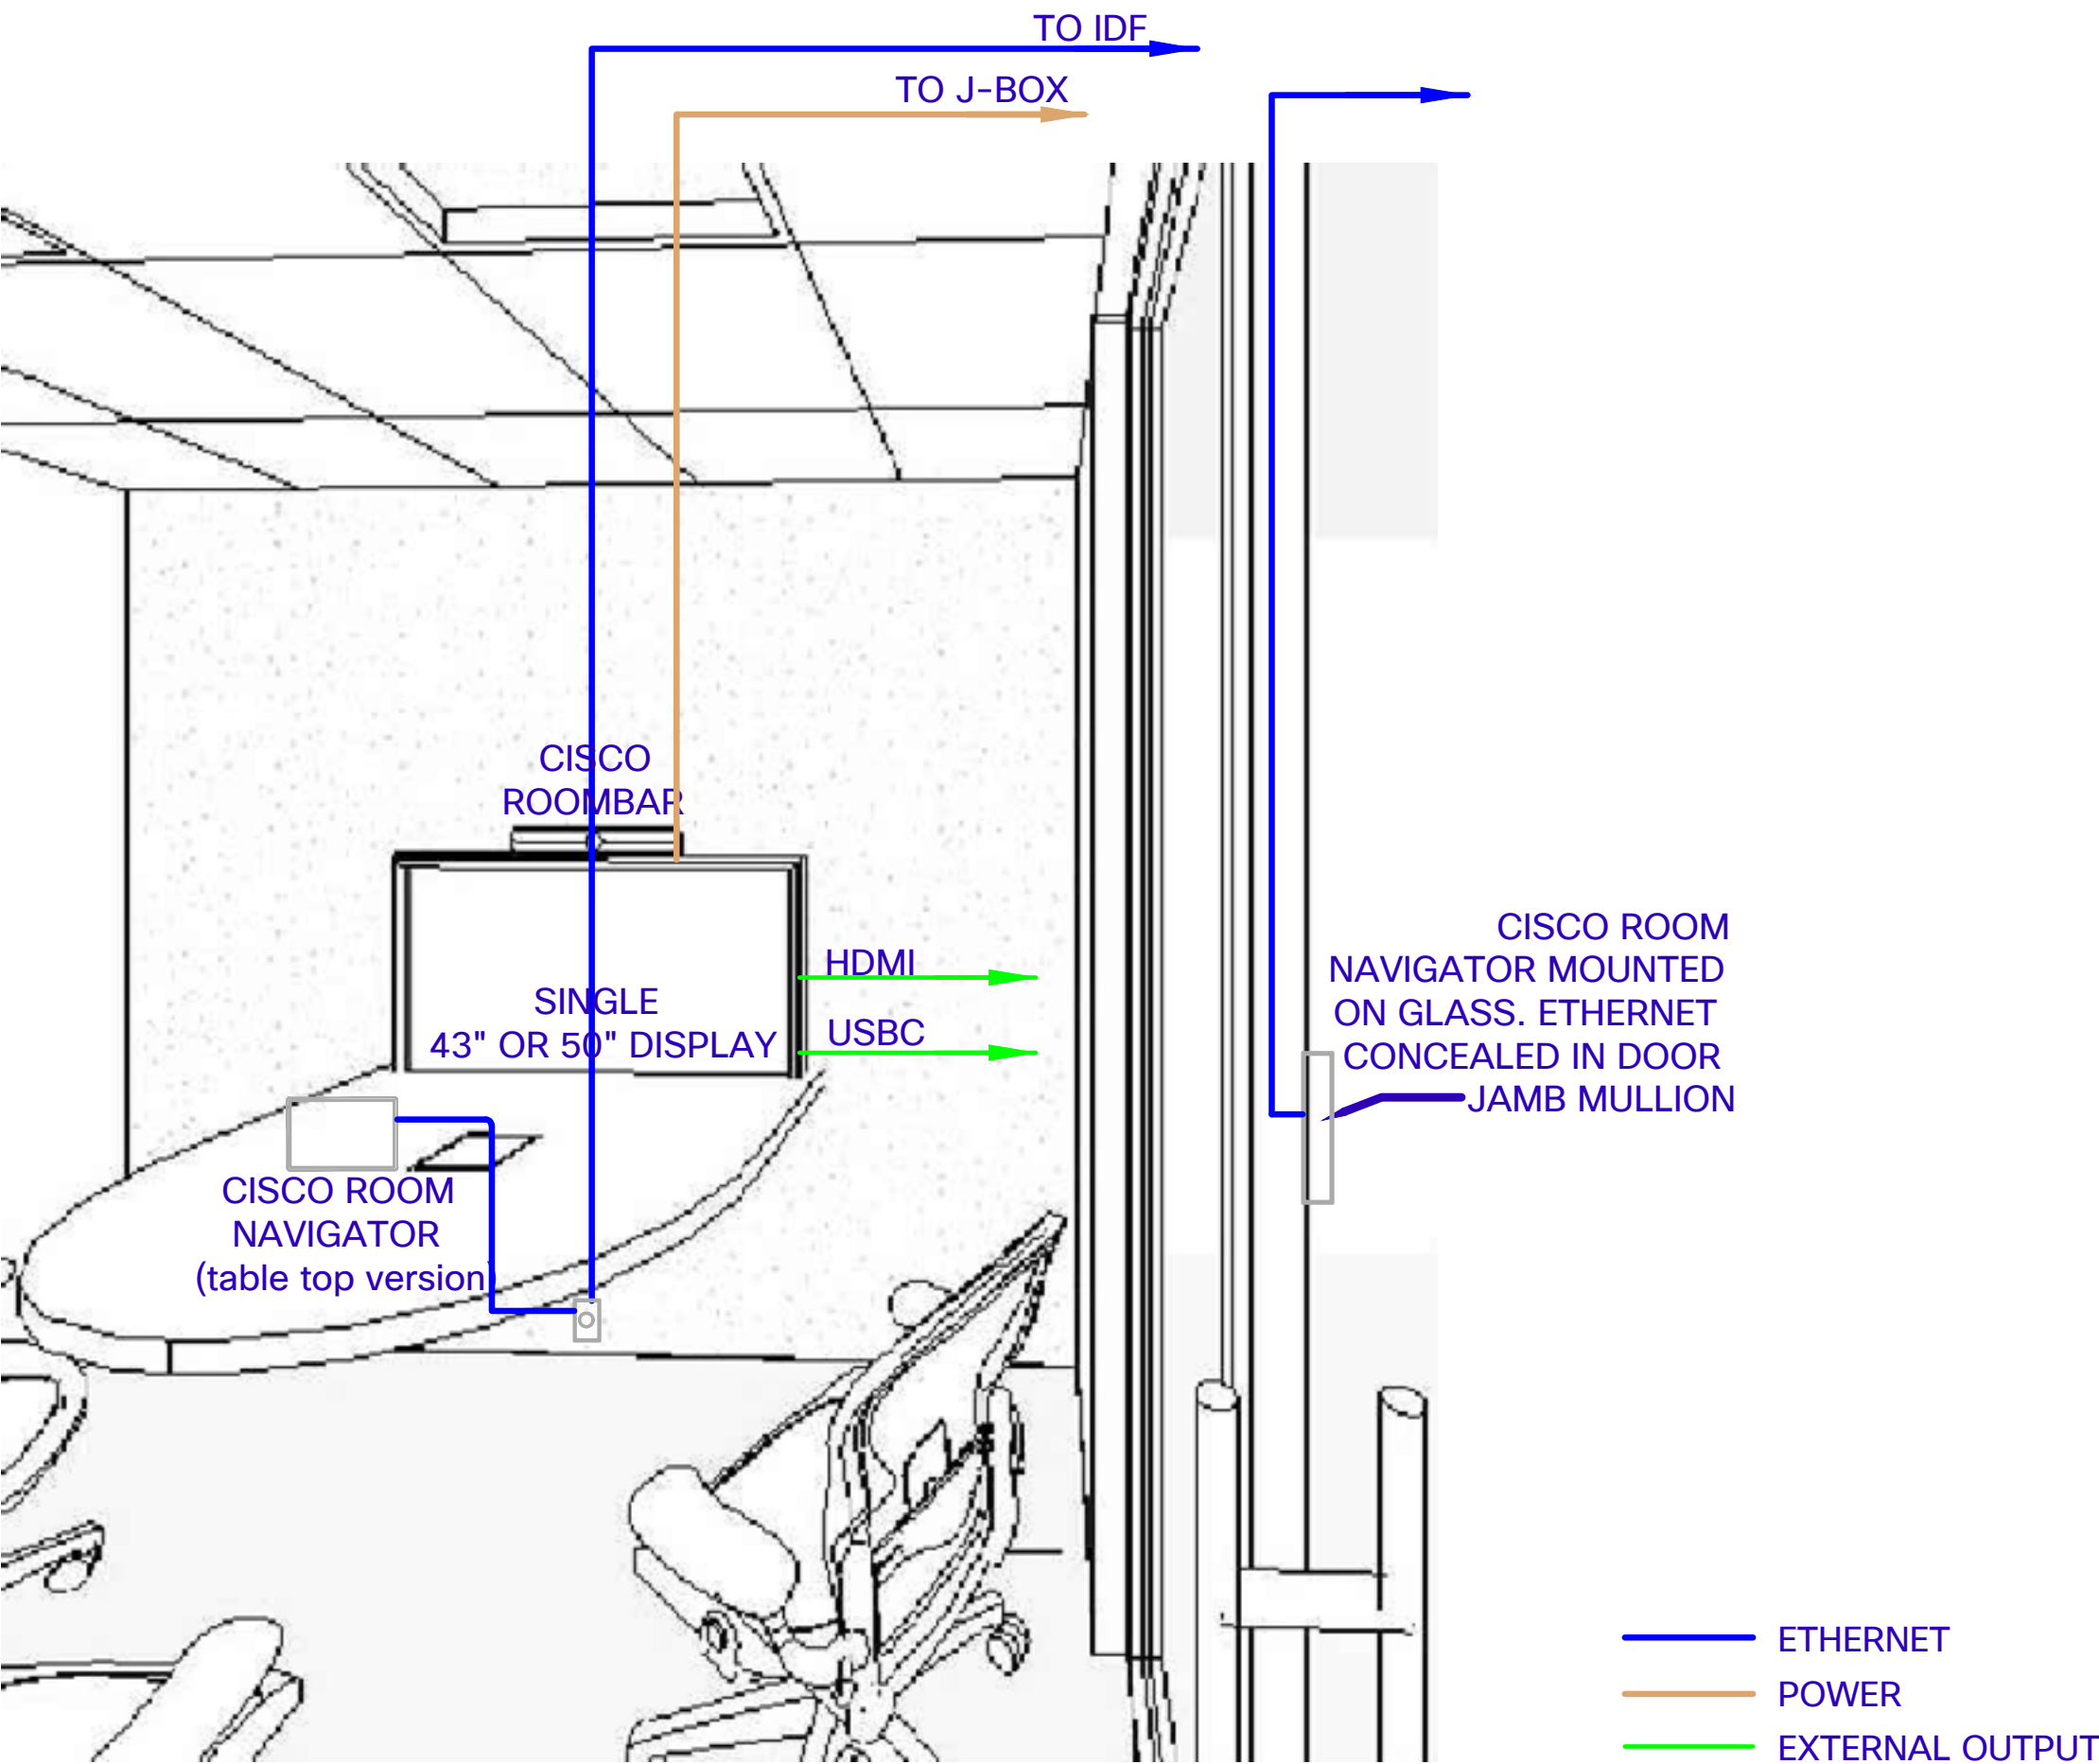 TO IDF
TO J-BOX
CISCO
ROOMBAR
SINGLE
43" OR 50" DISPLAY
HDMI
USBC
CISCO ROOM
NAVIGATOR MOUNTED
ON GLASS. ETHERNET
CONCEALED IN DOOR
JAMB MULLION
CISCO ROOM
NAVIGATOR
(table top version)
ETHERNET
POWER
EXTERNAL OUTPUT